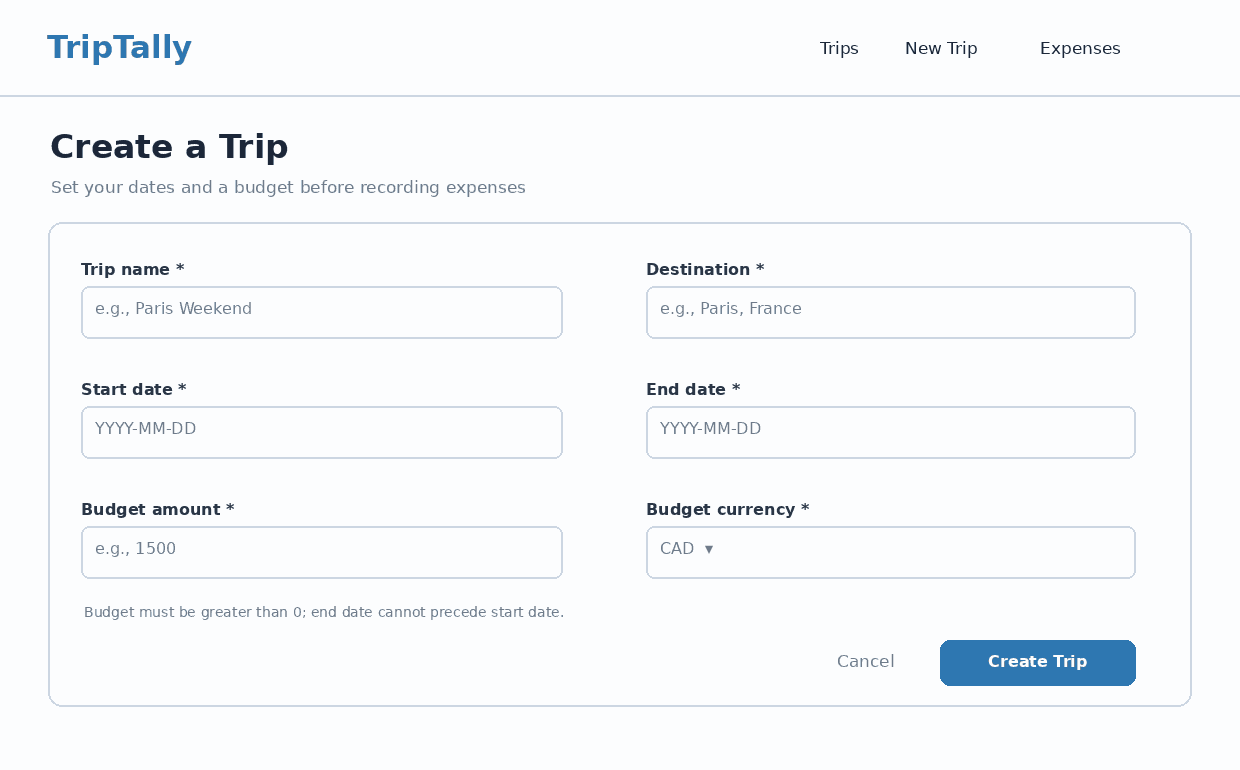 TripTally
Trips New Trip Expenses
Create a Trip
Set your dates and a budget before recording expenses
Trip name * Destination *
e.g., Paris Weekend e.g., Paris, France
Start date * End date *
YYYY-MM-DD YYYY-MM-DD
Budget amount * Budget currency *
e.g., 1500 CAD ▼
Budget must be greater than 0; end date cannot precede start date.
Cancel Create Trip